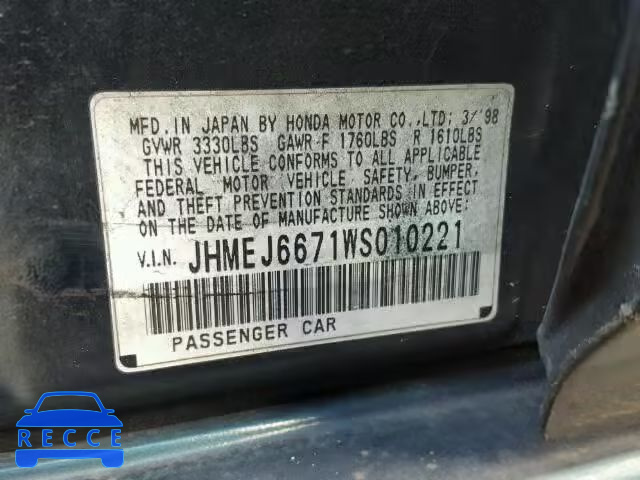 MFD.IN JAPAN BY HONDA MOTOR CO.,LTD; 3/'98
GVWR 3330LBS GAWR F 1760LBS R 1610LBS
THIS VEHICLE CONFORMS TO ALL APPLICABLE
FEDERAL MOTOR VEHICLE SAFETY, BUMPER,
AND THEFT PREVENTION STANDARDS IN EFFECT
ON THE DATE OF MANUFACTURE SHOWN ABOVE:
V.I.N. JHMEJ6671WS010221
PASSENGER CAR
RECCE